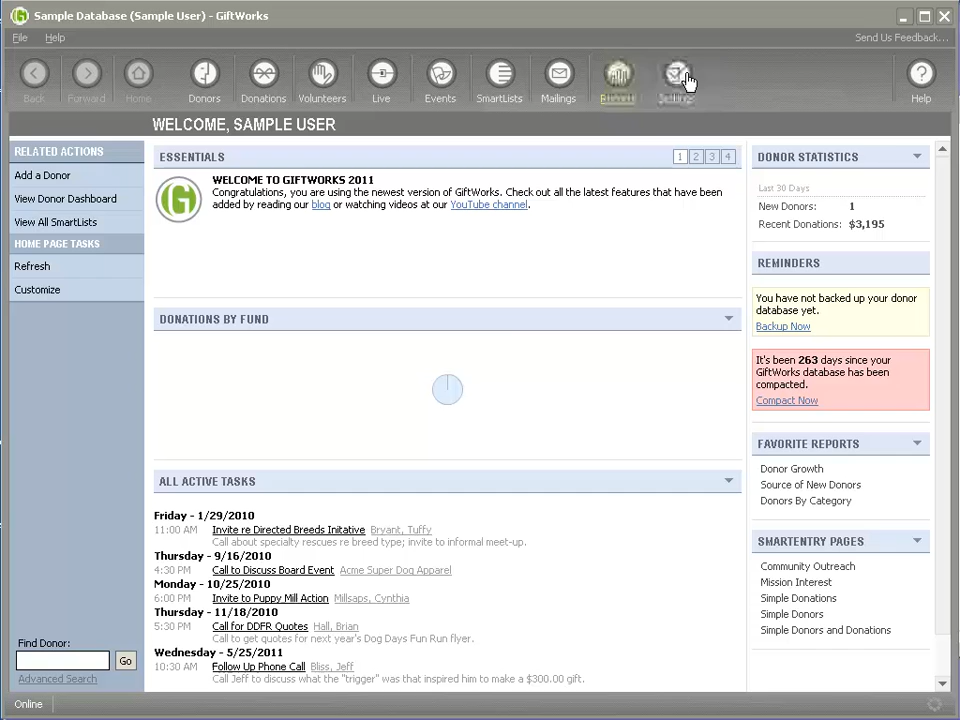 Sample Database (Sample User) - GiftWorks
File Help Send Us Feedback...
Back Forward Home Donors Donations Volunteers Live Events SmartLists Mailings Reports Settings Help
WELCOME, SAMPLE USER
RELATED ACTIONS
Add a Donor
View Donor Dashboard
View All SmartLists
HOME PAGE TASKS
Refresh
Customize
Find Donor:
Go
Advanced Search
ESSENTIALS 1 2 3 4
WELCOME TO GIFTWORKS 2011
Congratulations, you are using the newest version of GiftWorks. Check out all the latest features that have been
added by reading our blog or watching videos at our YouTube channel.
DONATIONS BY FUND
ALL ACTIVE TASKS
Friday - 1/29/2010
11:00 AM Invite re Directed Breeds Initative Bryant, Tuffy
Call about specialty rescues re breed type; invite to informal meet-up.
Thursday - 9/16/2010
4:30 PM Call to Discuss Board Event Acme Super Dog Apparel
Monday - 10/25/2010
6:00 PM Invite to Puppy Mill Action Millsaps, Cynthia
Thursday - 11/18/2010
5:30 PM Call for DDFR Quotes Hall, Brian
Call to get quotes for next year's Dog Days Fun Run flyer.
Wednesday - 5/25/2011
10:30 AM Follow Up Phone Call Bliss, Jeff
Call Jeff to discuss what the "trigger" was that inspired him to make a $300.00 gift.
DONOR STATISTICS
Last 30 Days
New Donors: 1
Recent Donations: $3,195
REMINDERS
You have not backed up your donor
database yet.
Backup Now
It's been 263 days since your
GiftWorks database has been
compacted.
Compact Now
FAVORITE REPORTS
Donor Growth
Source of New Donors
Donors By Category
SMARTENTRY PAGES
Community Outreach
Mission Interest
Simple Donations
Simple Donors
Simple Donors and Donations
Online